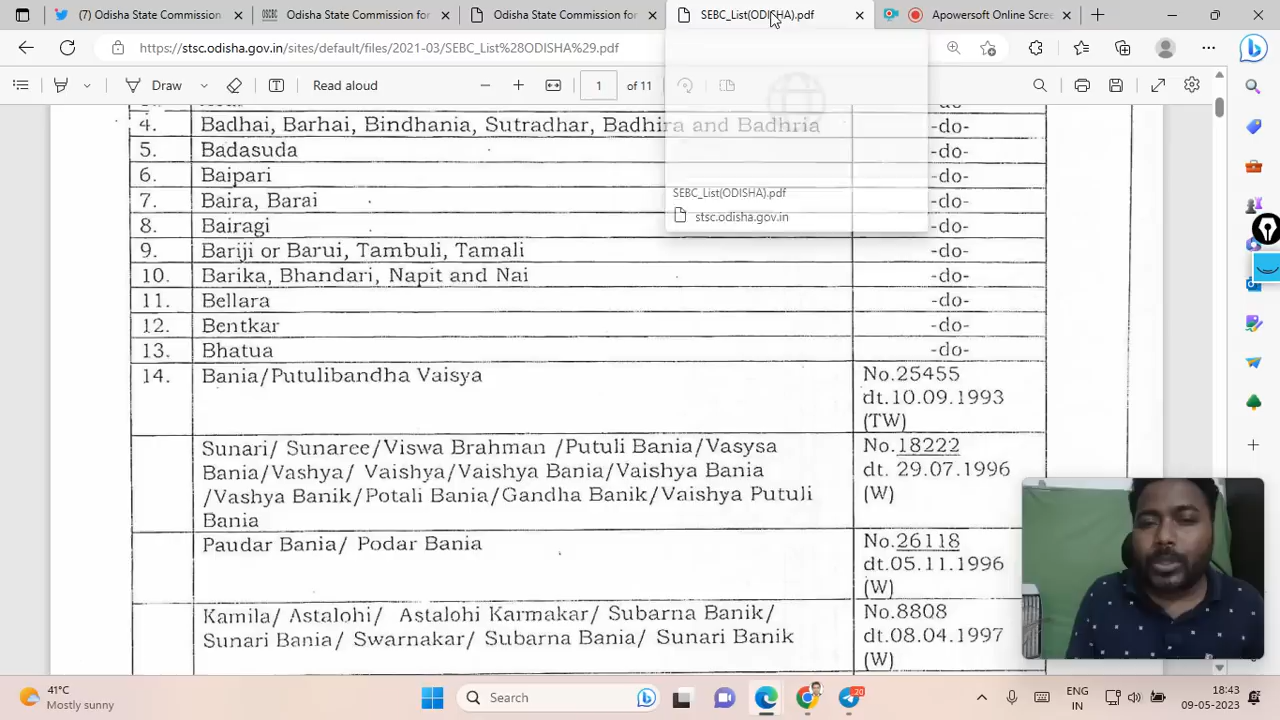 Odisha State Commission for
OSCBC
Odisha State Commission for
Odisha State Commission for
SEBC_List(ODISHA).pdf
Apowersoft Online Scree
https://stsc.odisha.gov.in/sites/default/files/2021-03/SEBC_List%28ODISHA%29.pdf
Draw
Read aloud
1
of 11
-do-
4. Badhai, Barhai, Bindhania, Sutradhar, Badhira and Badhria -do-
5. Badasuda -do-
6. Baipari -do-
SEBC_List(ODISHA).pdf
7. Baira, Barai -do-
stsc.odisha.gov.in
8. Bairagi -do-
9. Bariji or Barui, Tambuli, Tamali -do-
10. Barika, Bhandari, Napit and Nai -do-
11. Bellara -do-
12. Bentkar -do-
13. Bhatua -do-
14. Bania/Putulibandha Vaisya No.25455
dt.10.09.1993
(TW)
Sunari/ Sunaree/Viswa Brahman /Putuli Bania/Vasysa No.18222
Bania/Vashya/ Vaishya/Vaishya Bania/Vaishya Bania dt. 29.07.1996
/Vashya Banik/Potali Bania/Gandha Banik/Vaishya Putuli (W)
Bania
Paudar Bania/ Podar Bania No.26118
dt.05.11.1996
(W)
Kamila/ Astalohi/ Astalohi Karmakar/ Subarna Banik/ No.8808
Sunari Bania/ Swarnakar/ Subarna Bania/ Sunari Banik dt.08.04.1997
(W)
41°C
Mostly sunny
Search
20
ENG
IN
18:43
09-05-2023